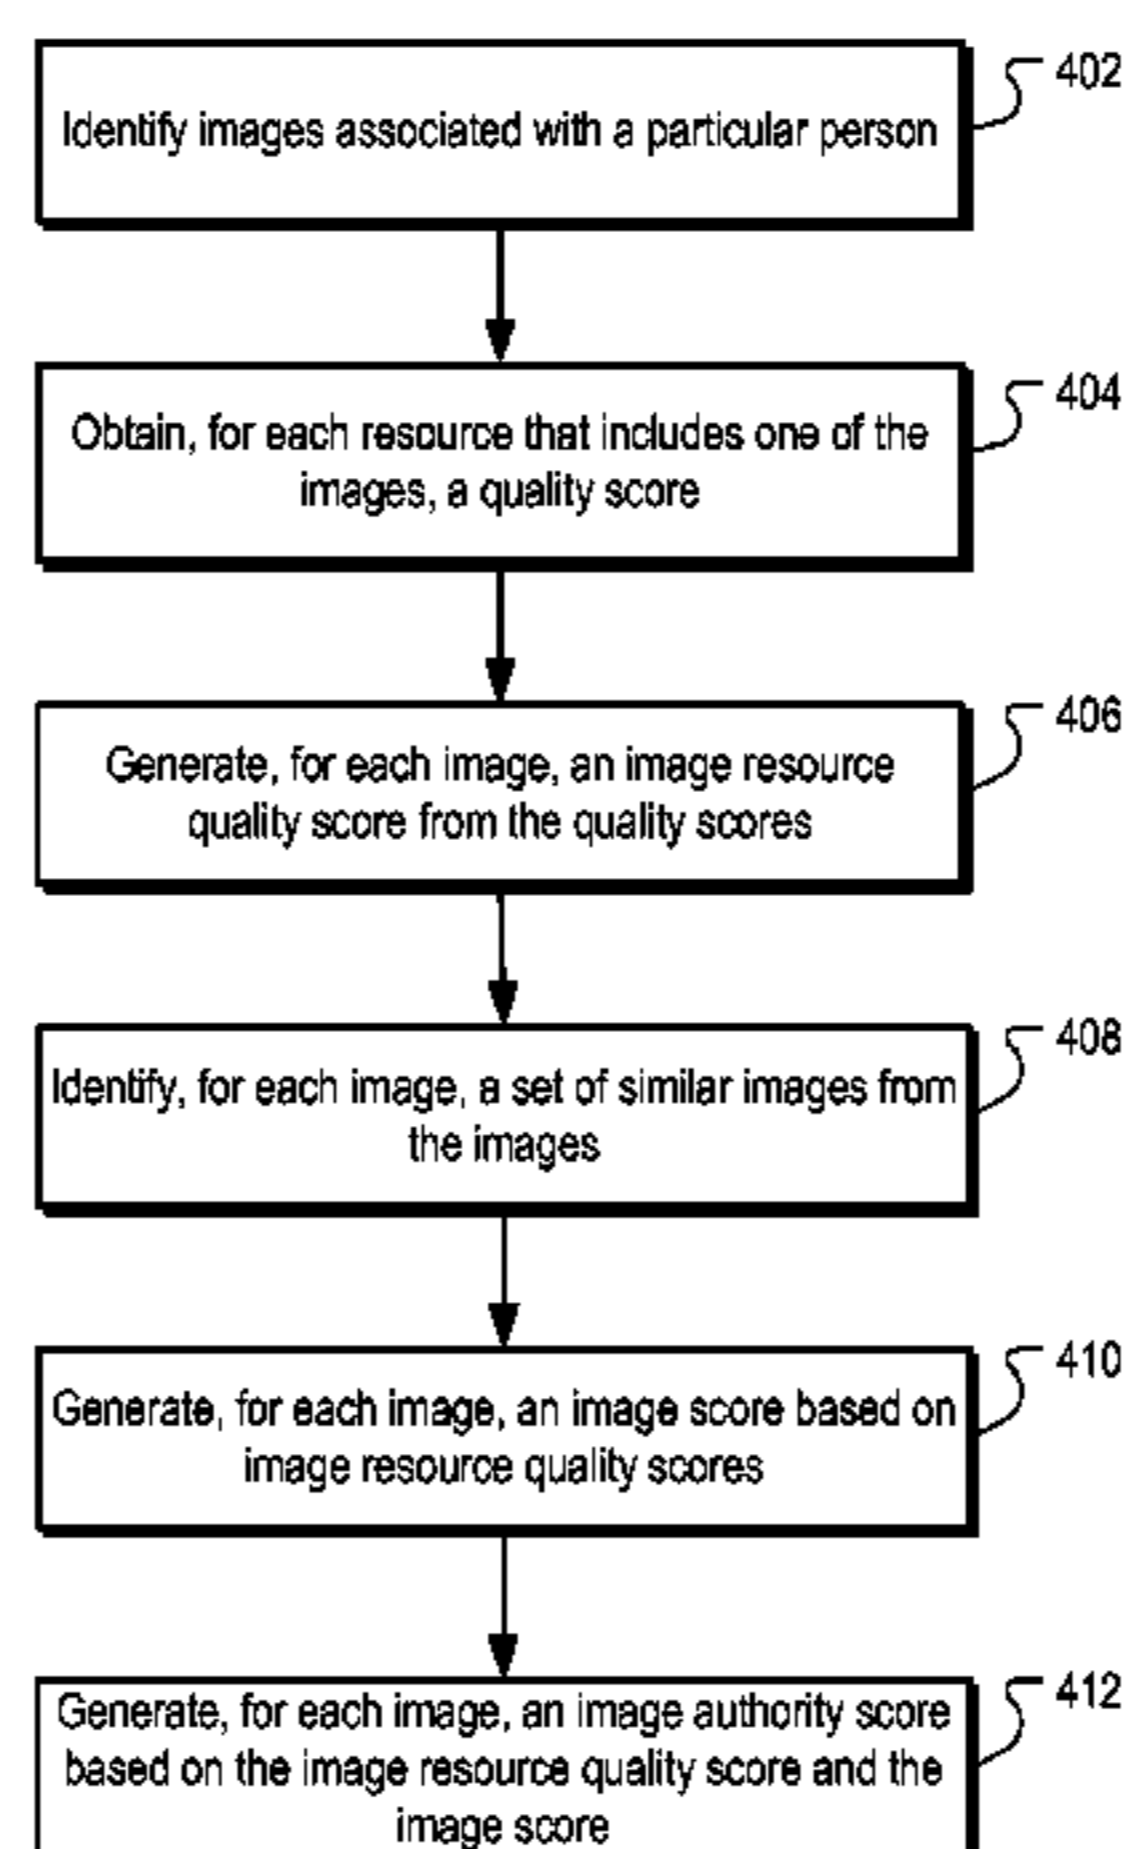 402
Identify images associated with a particular person
404
Obtain, for each resource that includes one of the
images, a quality score
406
Generate, for each image, an image resource
quality score from the quality scores
408
Identify, for each image, a set of similar images from
the images
410
Generate, for each image, an image score based on
image resource quality scores
412
Generate, for each image, an image authority score
based on the image resource quality score and the
image score